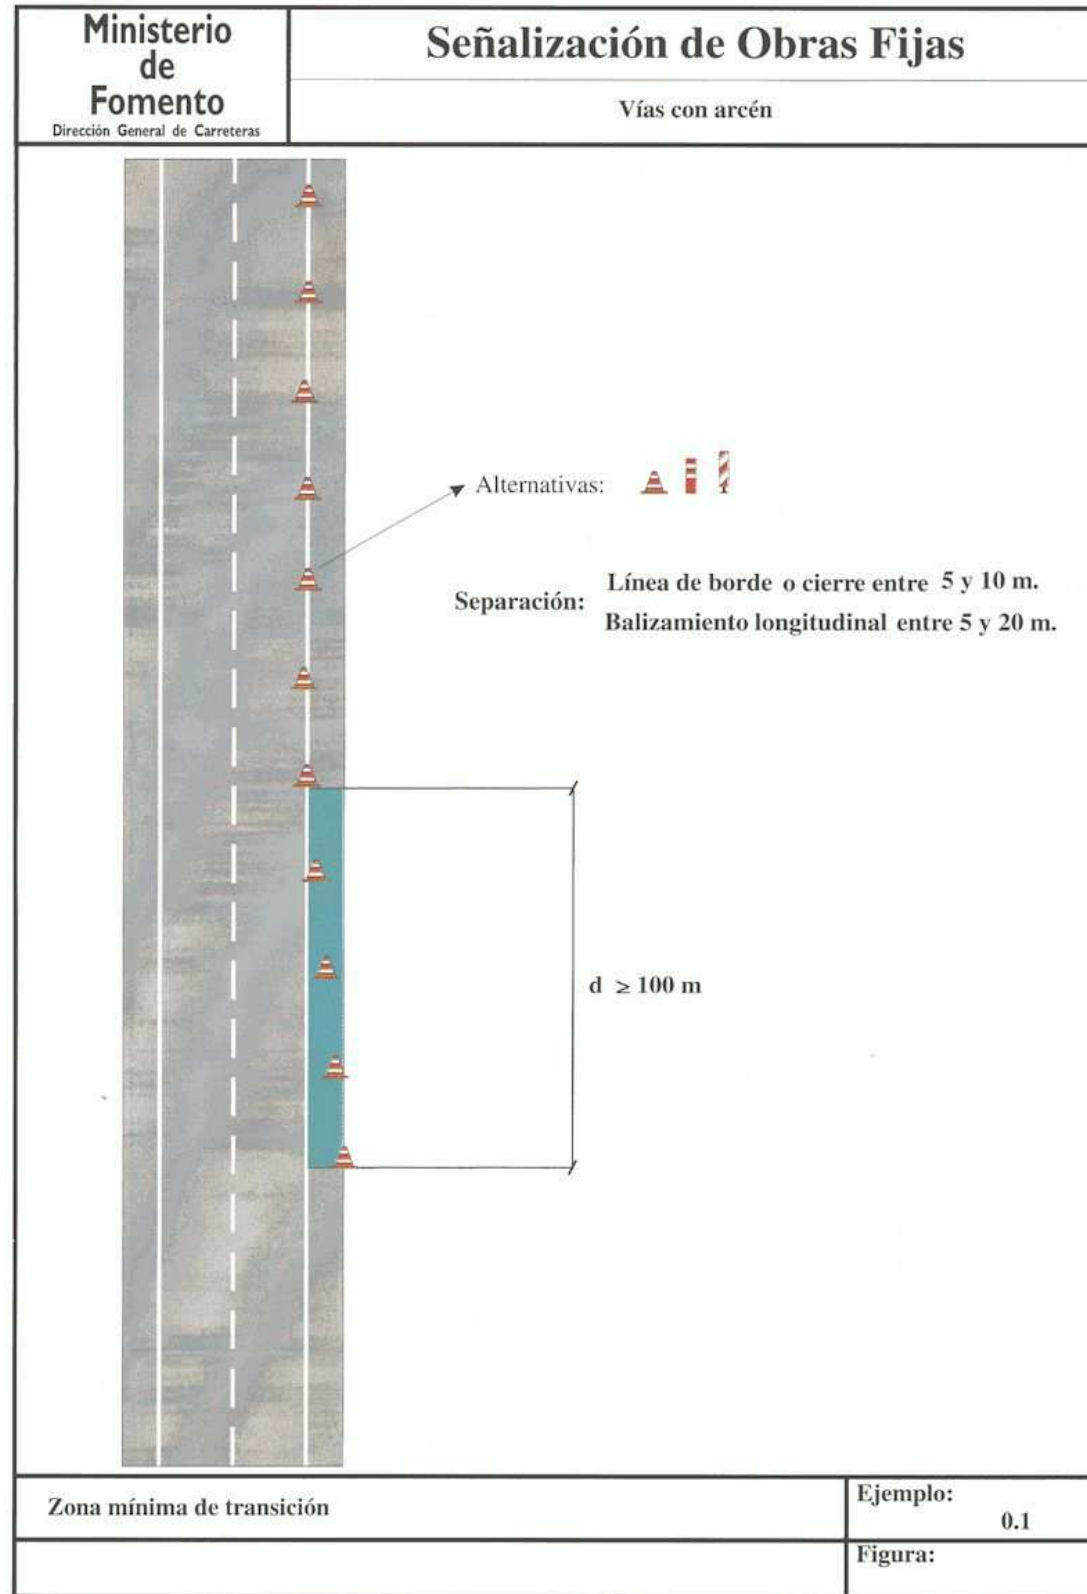 Ministerio
de
Fomento
Dirección General de Carreteras
Señalización de Obras Fijas
Vías con arcén
Alternativas:
Separación:
Línea de borde o cierre entre 5 y 10 m.
Balizamiento longitudinal entre 5 y 20 m.
d ≥ 100 m
Zona mínima de transición
Ejemplo:
0.1
Figura: